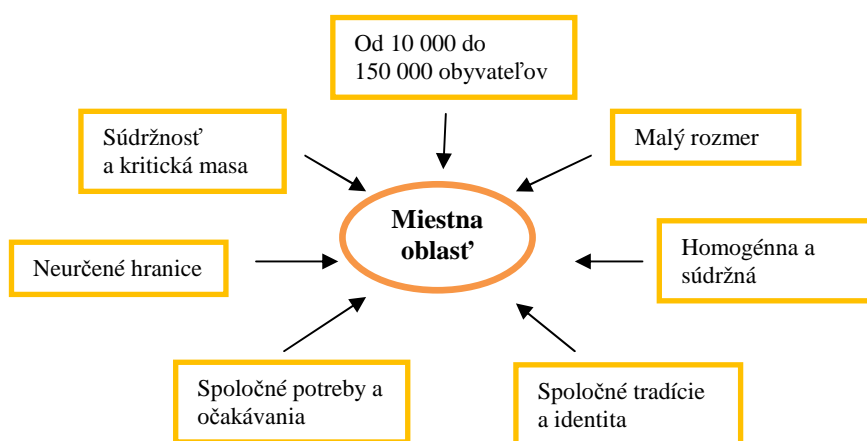 Od 10 000 do
150 000 obyvateľov
Súdržnosť
a kritická masa
Malý rozmer
Miestna
oblasť
Neurčené hranice
Homogénna a
súdržná
Spoločné potreby a
očakávania
Spoločné tradície
a identita